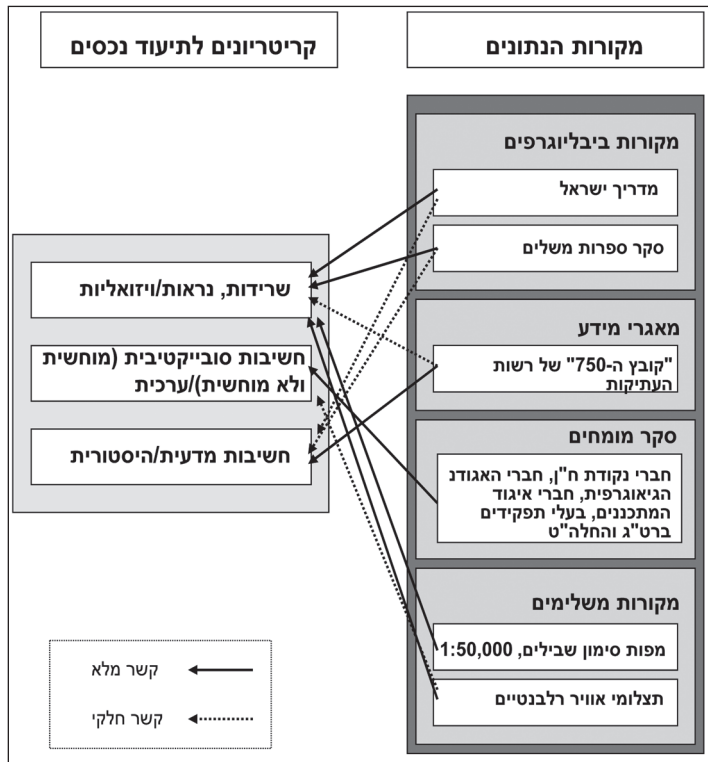 מקורות הנתונים
קריטריונים לתיעוד נכסים
מקורות ביבליוגרפים
מדריך ישראל
סקר ספרות משלים
מאגרי מידע
"קובץ ה-750" של רשות
העתיקות
סקר מומחים
חברי נקודת ח"ן, חברי האגודנ
הגיאוגרפית, חברי איגוד
המתכננים, בעלי תפקידים
ברט"ג והחלה"ט
מקורות משלימים
מפות סימון שבילים, 1:50,000
תצלומי אוויר רלבנטיים
שרידות, נראות/ויזואליות
חשיבות סובייקטיבית (מוחשית
ולא מוחשית)/ערכית
חשיבות מדעית/היסטורית
קשר מלא
קשר חלקי